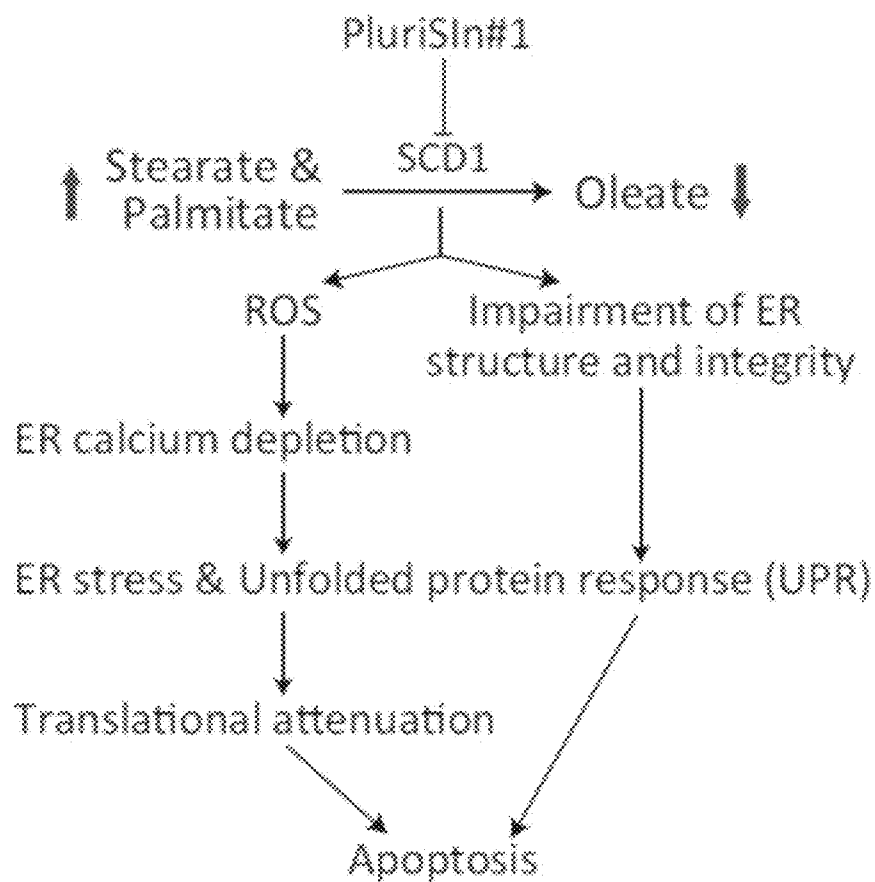 PluriSIn#1
SCD1
Stearate &
Palmitate
Oleate
ROS
Impairment of ER
structure and integrity
ER calcium depletion
ER stress & Unfolded protein response (UPR)
Translational attenuation
Apoptosis